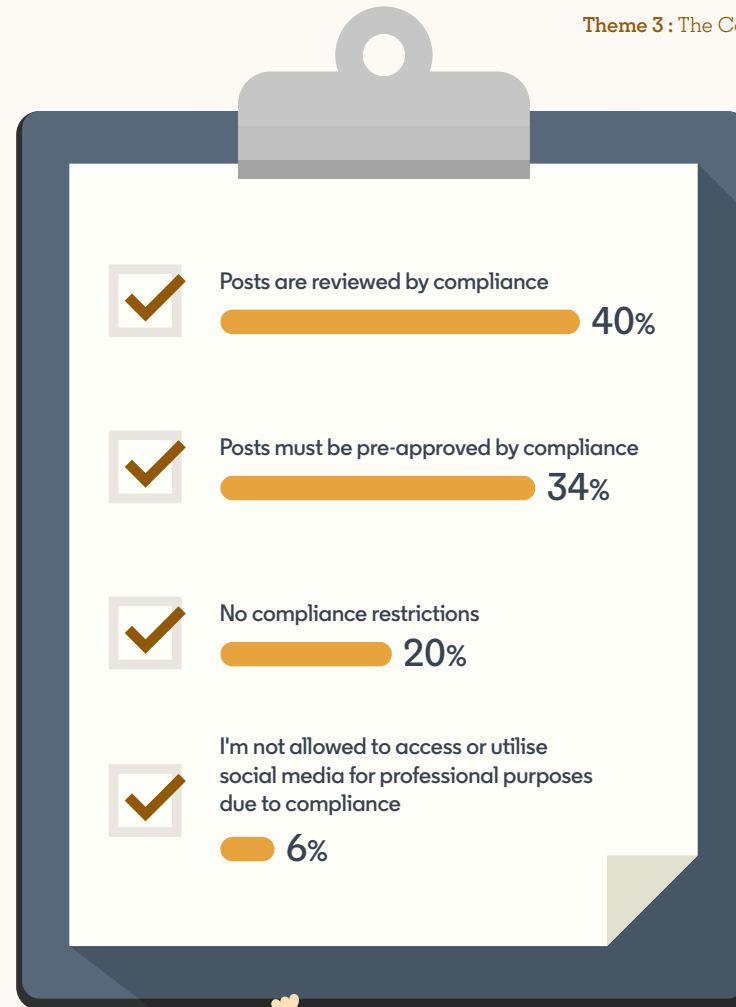 Theme 3 : The
Posts are reviewed by compliance
40%
Posts must be pre-approved by compliance
34%
No compliance restrictions
20%
I'm not allowed to access or utilise
social media for professional purposes
due to compliance
6%